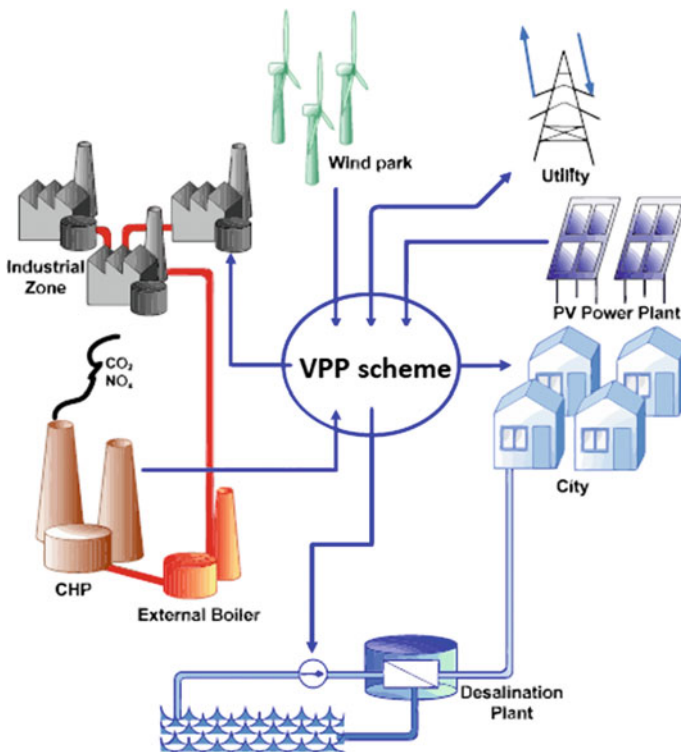 Wind park
Utility
Industrial
Zone
PV Power Plant
CO₂
NOₓ
VPP scheme
City
CHP
External Boiler
Desalination
Plant